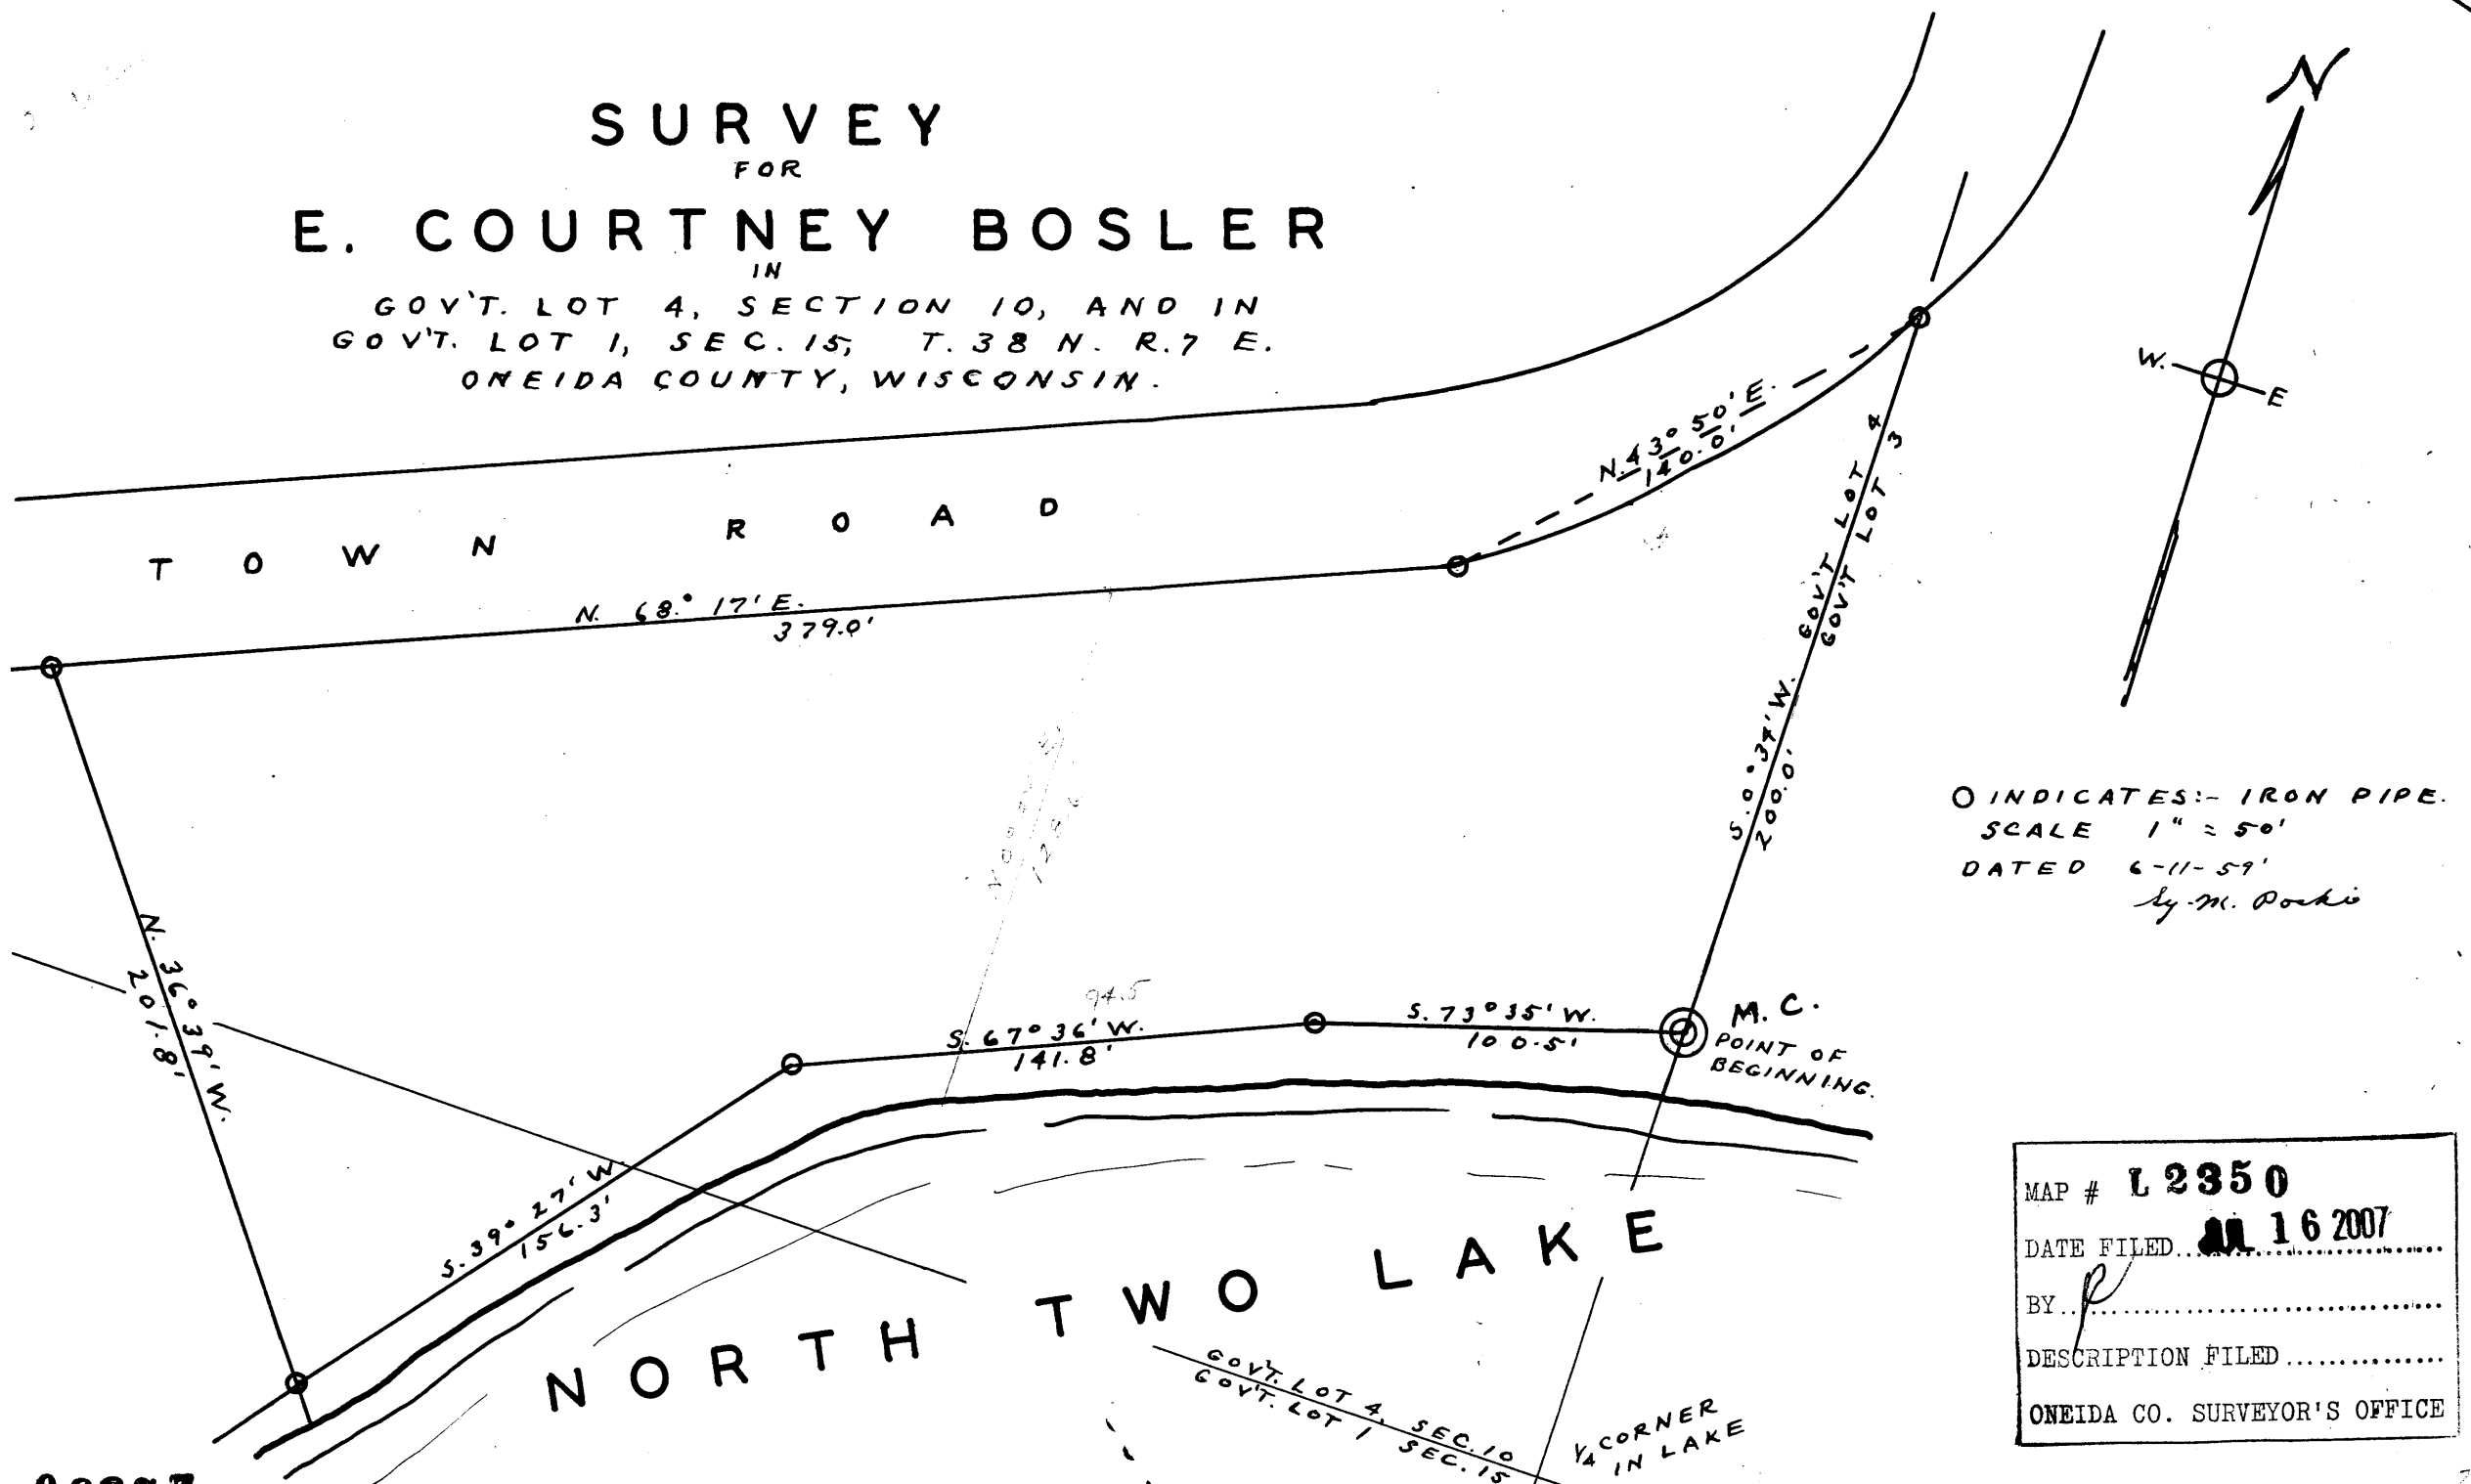 SURVEY
FOR
E. COURTNEY BOSLER
IN
GOV'T. LOT 4, SECTION 10, AND IN
GOV'T. LOT 1, SEC. 15, T. 38 N. R. 7 E.
ONEIDA COUNTY, WISCONSIN.
N
W.
E
N. 43° 50' E.
140.0'
GOV'T LOT 4
GOV'T LOT 3
TOWN ROAD
N. 68.° 17' E.
379.0'
S. 0° 34' W.
200.0'
O INDICATES:- IRON PIPE.
SCALE 1" = 50'
DATED 6-11-59'
N. 36° 39' W.
201.8'
94.5
S. 67° 36' W.
141.8'
S. 73° 35' W.
100.5'
M. C.
POINT OF
BEGINNING.
S. 39° 27' W.
156.3'
NORTH TWO LAKE
GOV'T. LOT 4, SEC. 10
GOV'T. LOT 1 SEC. 15
1/4 CORNER
IN LAKE
MAP # L2350
DATE FILED JUL 16 2007
BY
DESCRIPTION FILED
ONEIDA CO. SURVEYOR'S OFFICE